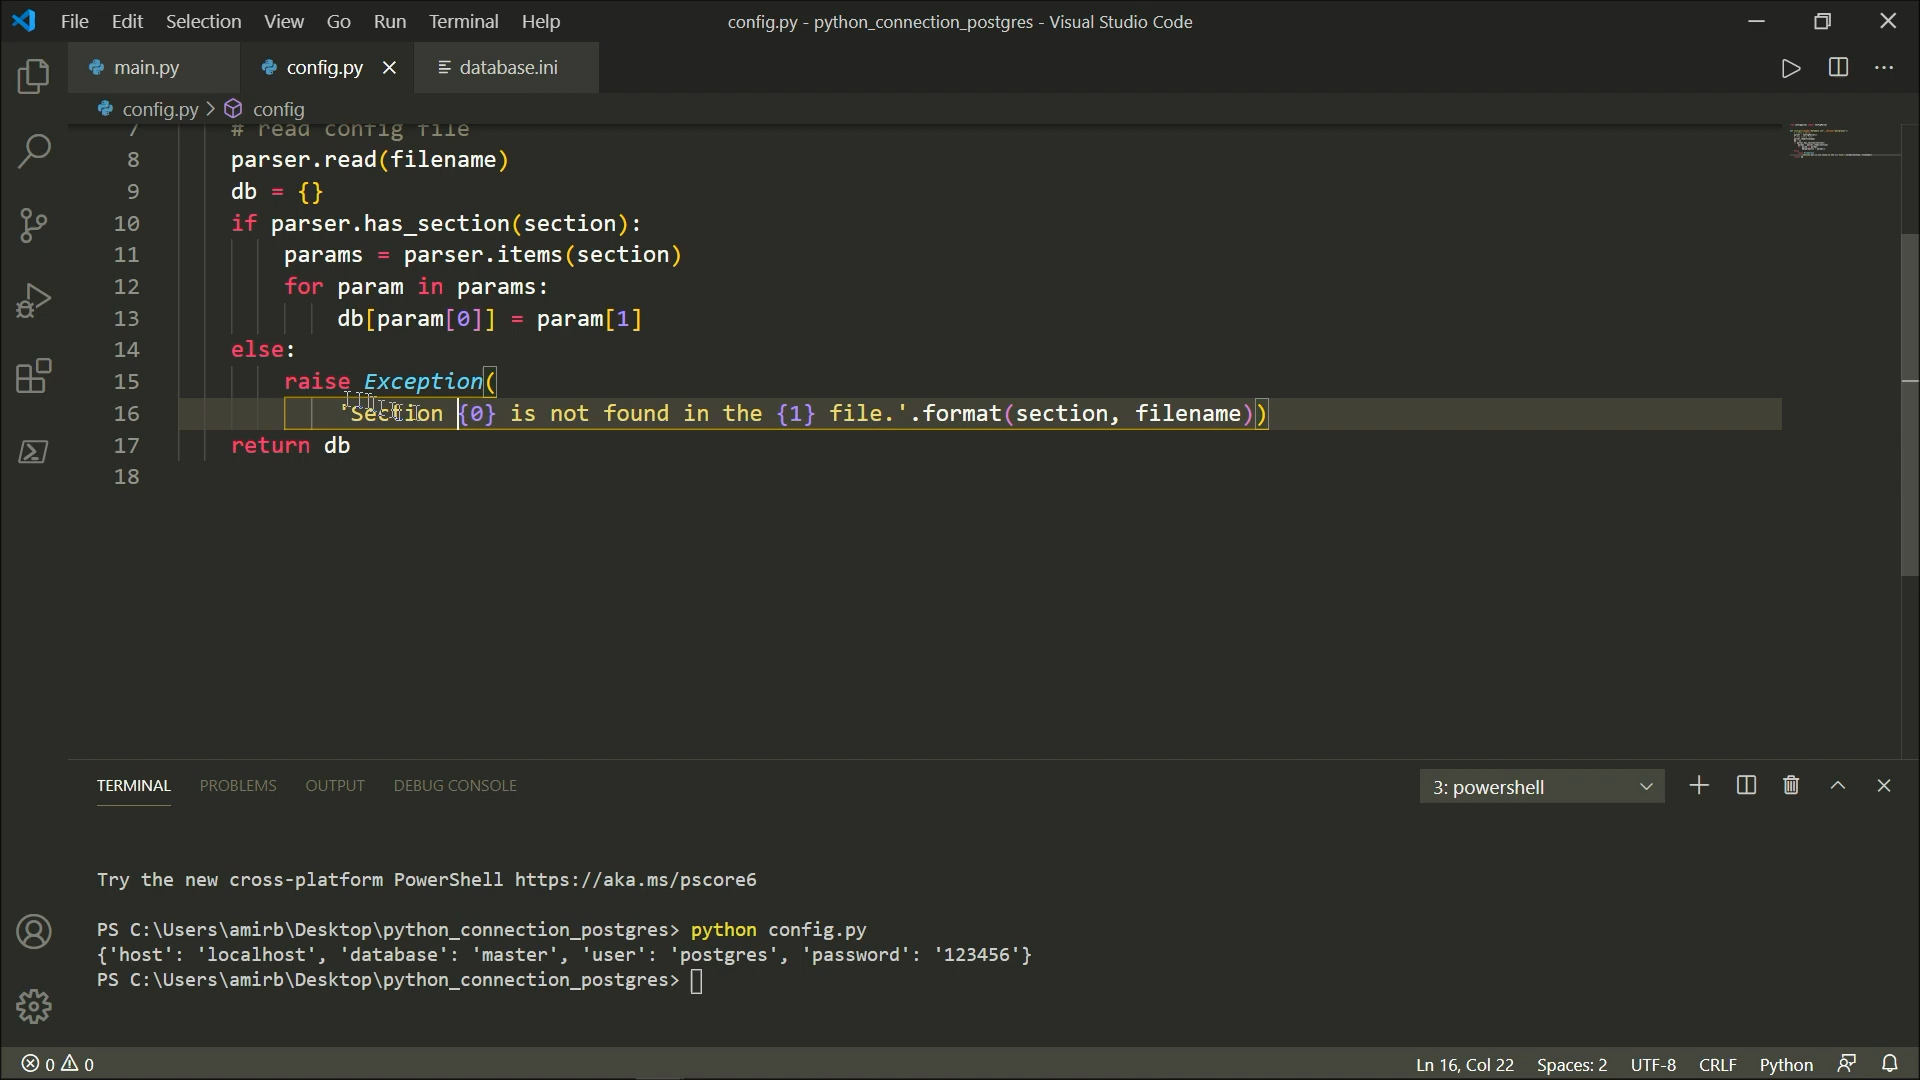 File Edit Selection View Go Run Terminal Help config.py - python_connection_postgres - Visual Studio Code
main.py config.py database.ini
config.py > config
7 # read config file
8 parser.read(filename)
9 db = {}
10 if parser.has_section(section):
11 params = parser.items(section)
12 for param in params:
13 db[param[0]] = param[1]
14 else:
15 raise Exception(
16 'Section {0} is not found in the {1} file.'.format(section, filename))
17 return db
18
TERMINAL PROBLEMS OUTPUT DEBUG CONSOLE 3: powershell
Try the new cross-platform PowerShell https://aka.ms/pscore6
PS C:\Users\amirb\Desktop\python_connection_postgres> python config.py
{'host': 'localhost', 'database': 'master', 'user': 'postgres', 'password': '123456'}
PS C:\Users\amirb\Desktop\python_connection_postgres>
0 0 Ln 16, Col 22 Spaces: 2 UTF-8 CRLF Python